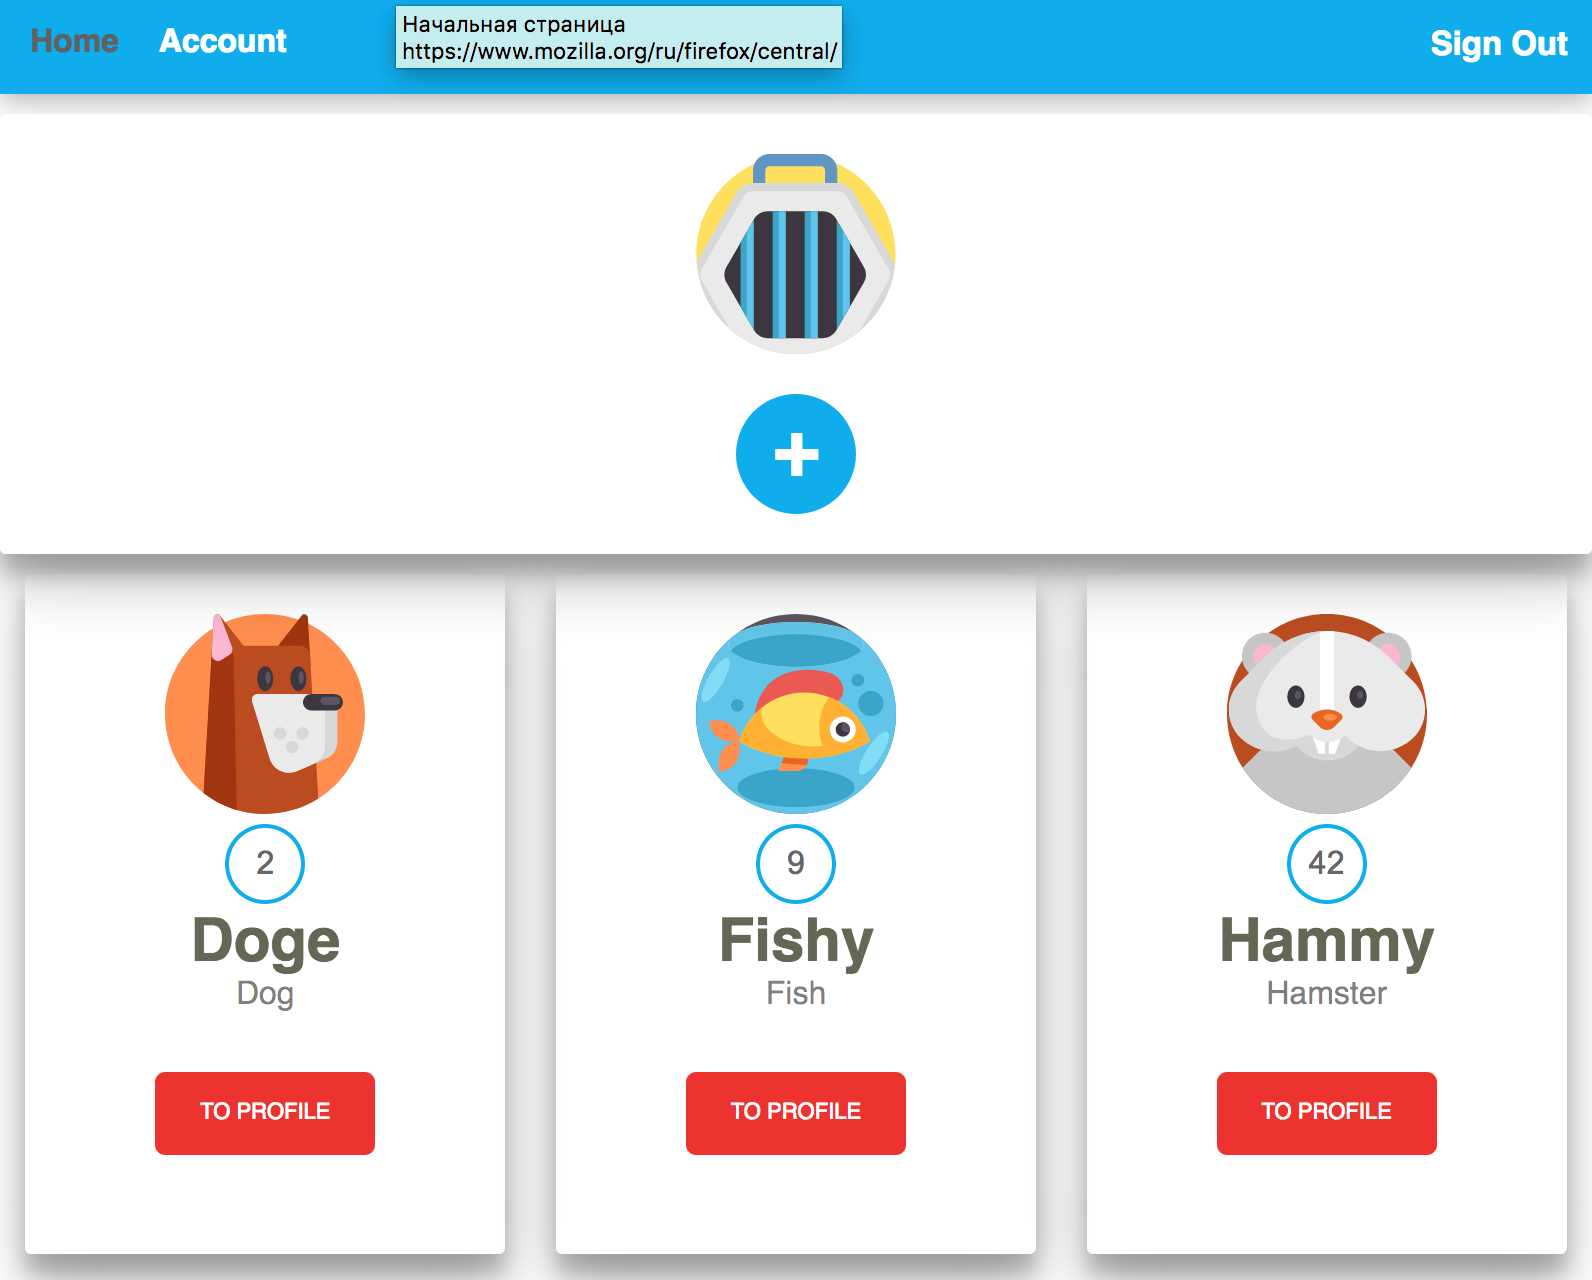 Home
Account
Начальная страница
https://www.mozilla.org/ru/firefox/central/
Sign Out
+
2
9
42
Doge
Fishy
Hammy
Dog
Fish
Hamster
TO PROFILE
TO PROFILE
TO PROFILE